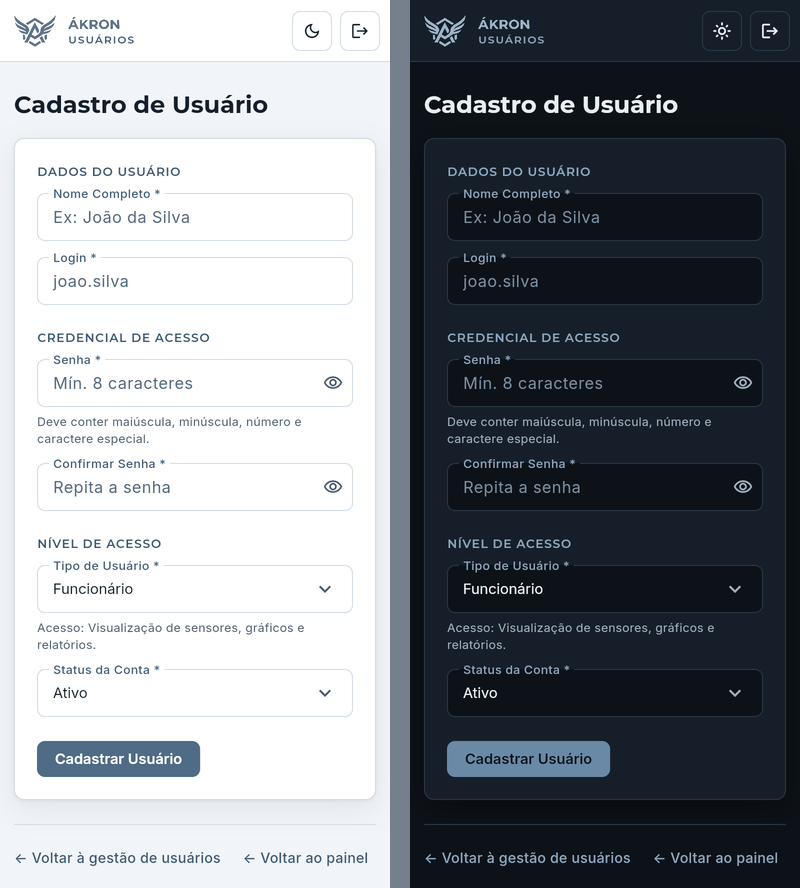 ÁKRON
USUÁRIOS
Cadastro de Usuário
DADOS DO USUÁRIO
Nome Completo *
Ex: João da Silva
Login *
joao.silva
CREDENCIAL DE ACESSO
Senha *
Mín. 8 caracteres
Deve conter maiúscula, minúscula, número e
caractere especial.
Confirmar Senha *
Repita a senha
NÍVEL DE ACESSO
Tipo de Usuário *
Funcionário
Acesso: Visualização de sensores, gráficos e
relatórios.
Status da Conta *
Ativo
Cadastrar Usuário
← Voltar à gestão de usuários
← Voltar ao painel
ÁKRON
USUÁRIOS
Cadastro de Usuário
DADOS DO USUÁRIO
Nome Completo *
Ex: João da Silva
Login *
joao.silva
CREDENCIAL DE ACESSO
Senha *
Mín. 8 caracteres
Deve conter maiúscula, minúscula, número e
caractere especial.
Confirmar Senha *
Repita a senha
NÍVEL DE ACESSO
Tipo de Usuário *
Funcionário
Acesso: Visualização de sensores, gráficos e
relatórios.
Status da Conta *
Ativo
Cadastrar Usuário
← Voltar à gestão de usuários
← Voltar ao painel